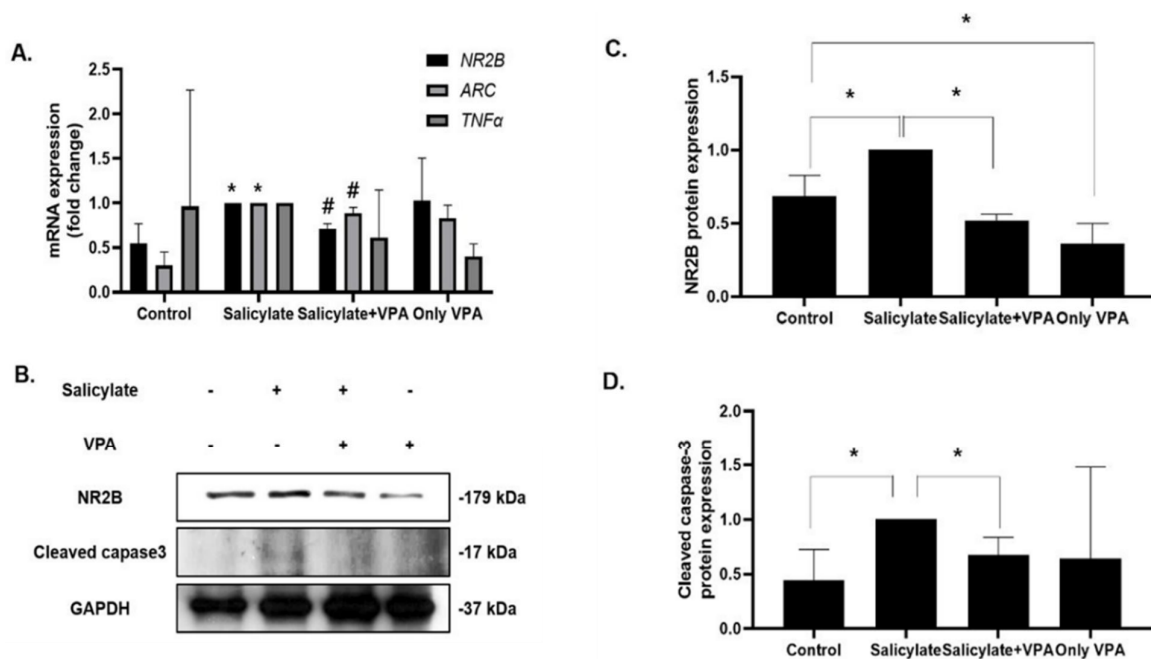 A.
NR2B
ARC
TNFα
mRNA expression
(fold change)
2.5
2.0
1.5
1.0
0.5
0.0
* * # #
Control Salicylate Salicylate+VPA Only VPA
B.
Salicylate - + + -
VPA - - + +
NR2B -179 kDa
Cleaved capase3 -17 kDa
GAPDH -37 kDa
C.
NR2B protein expression
1.5
1.0
0.5
0.0
*
* *
Control Salicylate Salicylate+VPA Only VPA
D.
Cleaved caspase-3
protein expression
2.0
1.5
1.0
0.5
0.0
* *
Control Salicylate Salicylate+VPA Only VPA